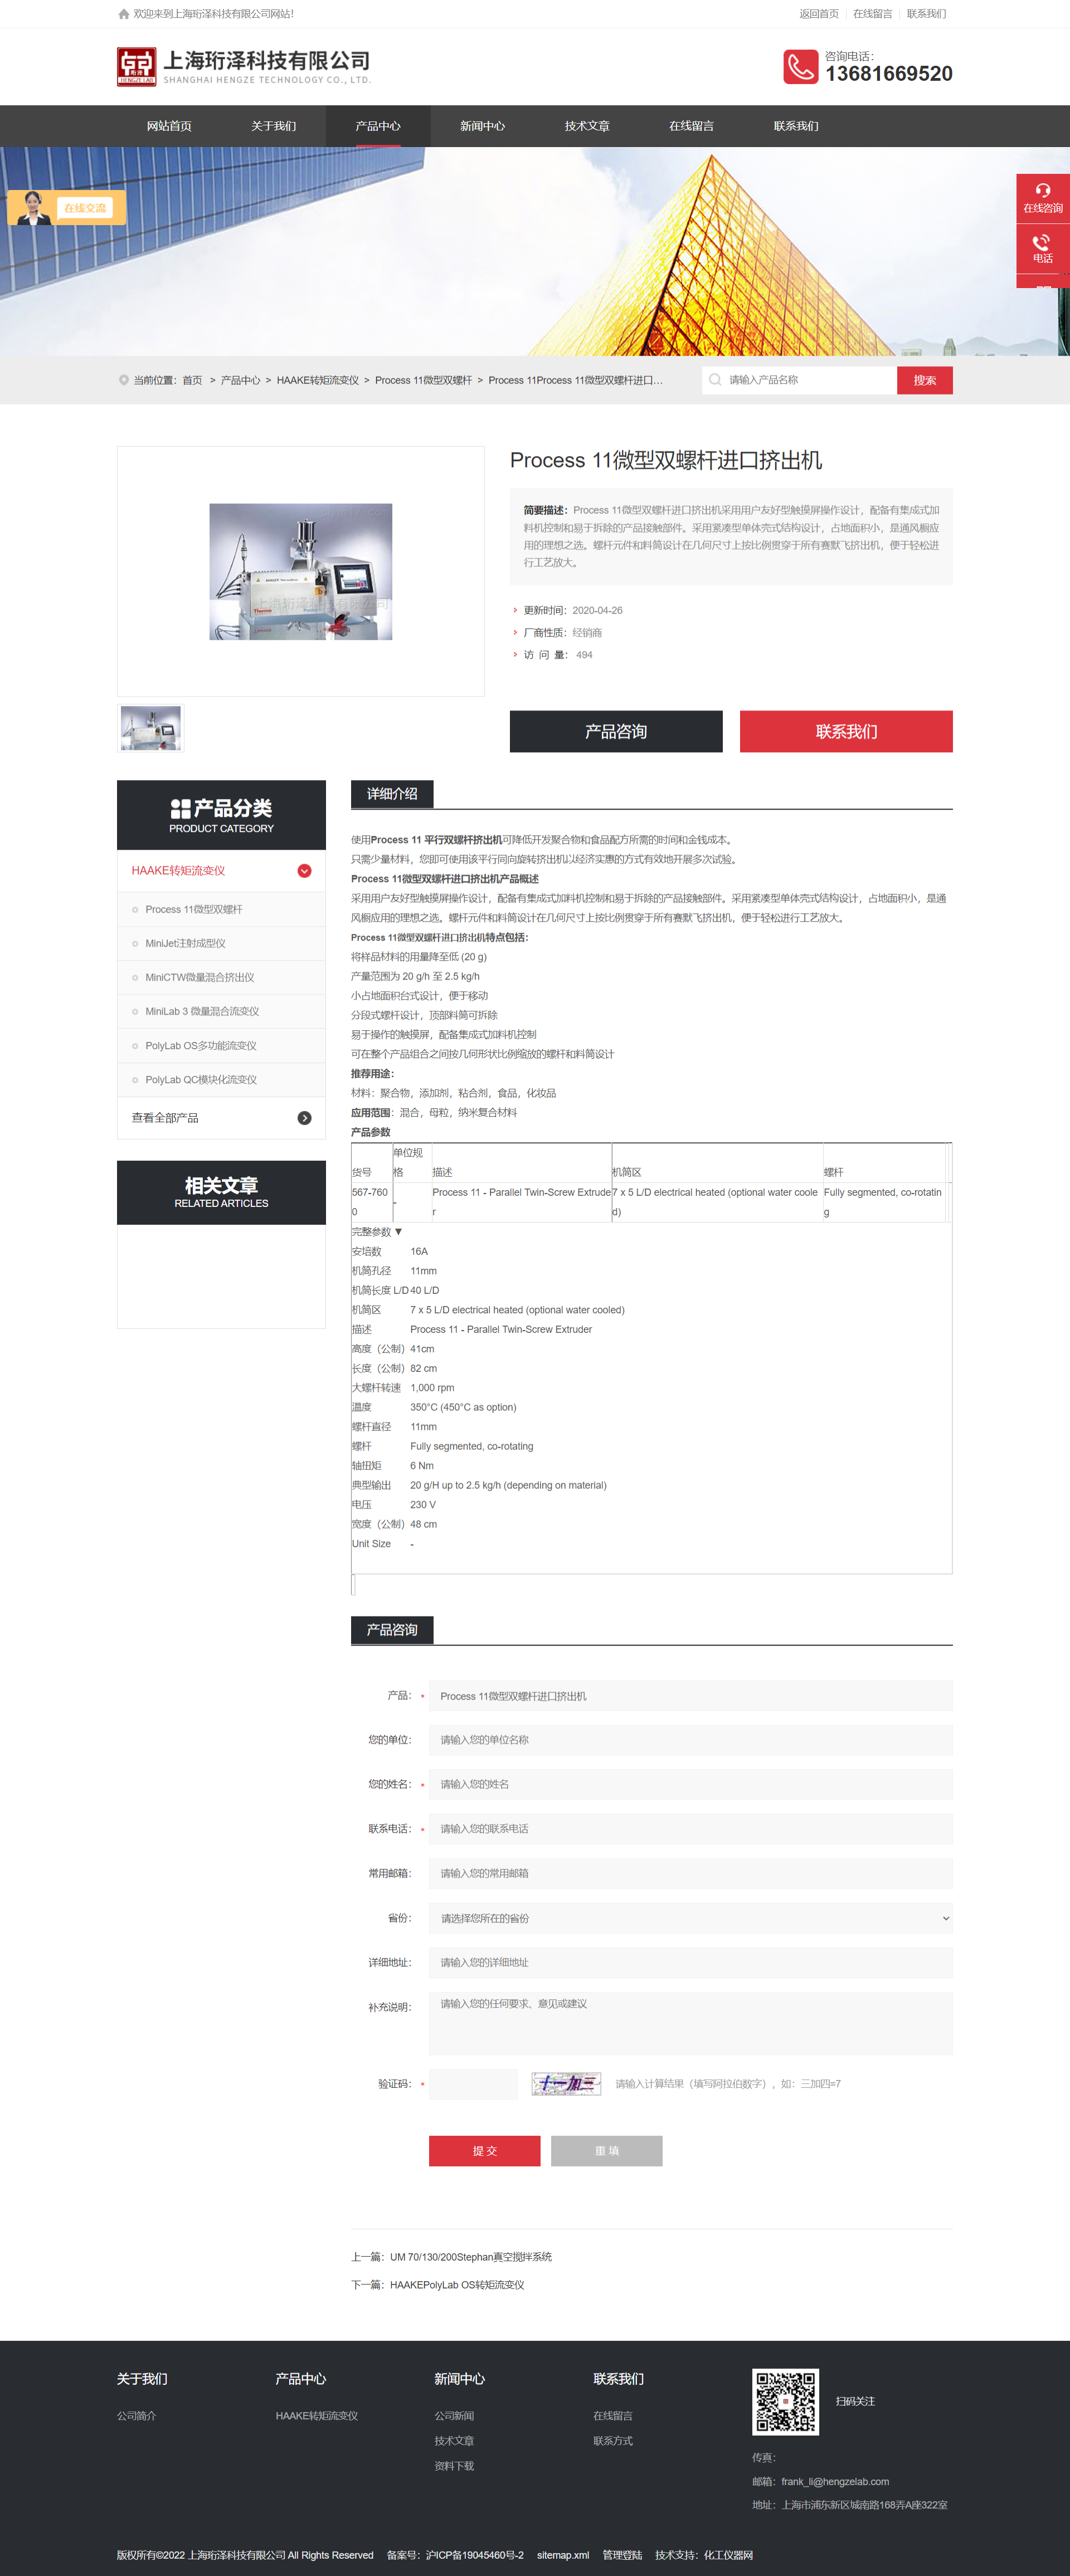 欢迎来到上海珩泽科技有限公司网站!
返回首页 在线留言 联系我们
上海珩泽科技有限公司
SHANGHAI HENGZE TECHNOLOGY CO., LTD.
HENGZE LAB
咨询电话：
13681669520
网站首页 关于我们 产品中心 新闻中心 技术文章 在线留言 联系我们
在线交流
在线咨询
电话
当前位置：首页 > 产品中心 > HAAKE转矩流变仪 > Process 11微型双螺杆 > Process 11Process 11微型双螺杆进口…
请输入产品名称
搜索
Process 11微型双螺杆进口挤出机
简要描述：Process 11微型双螺杆进口挤出机采用用户友好型触摸屏操作设计，配备有集成式加
料机控制和易于拆除的产品接触部件。采用紧凑型单体壳式结构设计，占地面积小，是通风橱应
用的理想之选。螺杆元件和料筒设计在几何尺寸上按比例贯穿于所有赛默飞挤出机，便于轻松进
行工艺放大。
更新时间：2020-04-26
厂商性质：经销商
访 问 量： 494
上海珩泽科技有限公司
产品咨询
联系我们
产品分类
PRODUCT CATEGORY
HAAKE转矩流变仪
Process 11微型双螺杆
MiniJet注射成型仪
MiniCTW微量混合挤出仪
MiniLab 3 微量混合流变仪
PolyLab OS多功能流变仪
PolyLab QC模块化流变仪
查看全部产品
相关文章
RELATED ARTICLES
详细介绍
使用Process 11 平行双螺杆挤出机可降低开发聚合物和食品配方所需的时间和金钱成本。
只需少量材料，您即可使用该平行同向旋转挤出机以经济实惠的方式有效地开展多次试验。
Process 11微型双螺杆进口挤出机产品概述
采用用户友好型触摸屏操作设计，配备有集成式加料机控制和易于拆除的产品接触部件。采用紧凑型单体壳式结构设计，占地面积小，是通
风橱应用的理想之选。螺杆元件和料筒设计在几何尺寸上按比例贯穿于所有赛默飞挤出机，便于轻松进行工艺放大。
Process 11微型双螺杆进口挤出机特点包括：
将样品材料的用量降至低 (20 g)
产量范围为 20 g/h 至 2.5 kg/h
小占地面积台式设计，便于移动
分段式螺杆设计，顶部料筒可拆除
易于操作的触摸屏，配备集成式加料机控制
可在整个产品组合之间按几何形状比例缩放的螺杆和料筒设计
推荐用途：
材料：聚合物，添加剂，粘合剂，食品，化妆品
应用范围：混合，母粒，纳米复合材料
产品参数
单位规
货号 格 描述 机筒区 螺杆
567-760 Process 11 - Parallel Twin-Screw Extrude 7 x 5 L/D electrical heated (optional water coole Fully segmented, co-rotatin
0 - r d) g
完整参数 ▼
安培数 16A
机筒孔径 11mm
机筒长度 L/D 40 L/D
机筒区 7 x 5 L/D electrical heated (optional water cooled)
描述 Process 11 - Parallel Twin-Screw Extruder
高度（公制） 41cm
长度（公制） 82 cm
大螺杆转速 1,000 rpm
温度 350°C (450°C as option)
螺杆直径 11mm
螺杆 Fully segmented, co-rotating
轴扭矩 6 Nm
典型输出 20 g/H up to 2.5 kg/h (depending on material)
电压 230 V
宽度（公制） 48 cm
Unit Size -
产品咨询
产品： * Process 11微型双螺杆进口挤出机
您的单位： 请输入您的单位名称
您的姓名： * 请输入您的姓名
联系电话： * 请输入您的联系电话
常用邮箱： 请输入您的常用邮箱
省份： 请选择您所在的省份
详细地址： 请输入您的详细地址
补充说明： 请输入您的任何要求、意见或建议
验证码： * 十一加三 请输入计算结果（填写阿拉伯数字），如：三加四=7
提 交 重 填
上一篇：UM 70/130/200Stephan真空搅拌系统
下一篇：HAAKEPolyLab OS转矩流变仪
关于我们 产品中心 新闻中心 联系我们
公司简介 HAAKE转矩流变仪 公司新闻 在线留言
技术文章 联系方式
资料下载
扫码关注
传真：
邮箱：frank_li@hengzelab.com
地址：上海市浦东新区城南路168弄A座322室
版权所有©2022 上海珩泽科技有限公司 All Rights Reserved 备案号：沪ICP备19045460号-2 sitemap.xml 管理登陆 技术支持：化工仪器网